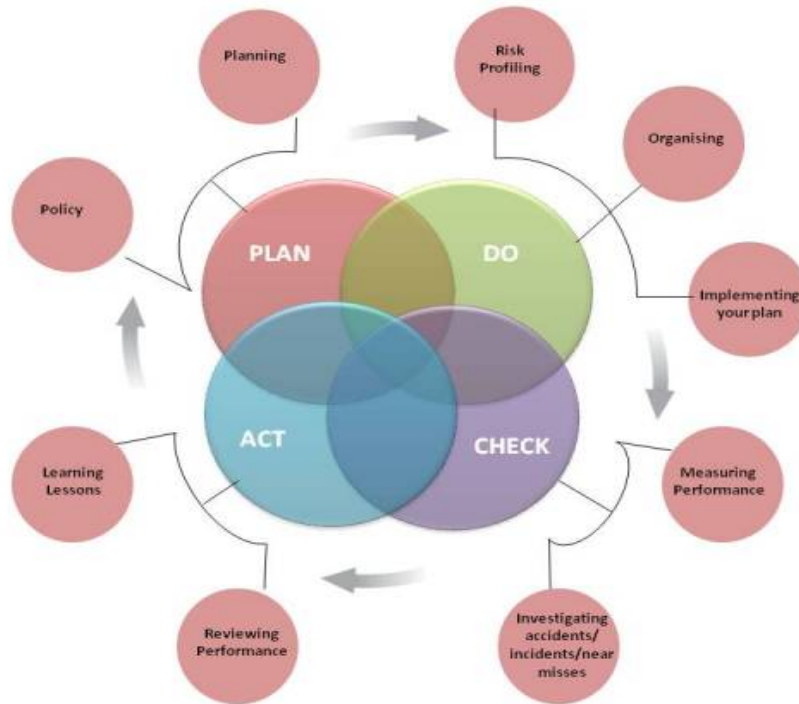 Planning
Risk
Profiling
Organising
Policy
PLAN
DO
Implementing
your plan
ACT
CHECK
Learning
Lessons
Measuring
Performance
Reviewing
Performance
Investigating
accidents/
incidents/near
misses